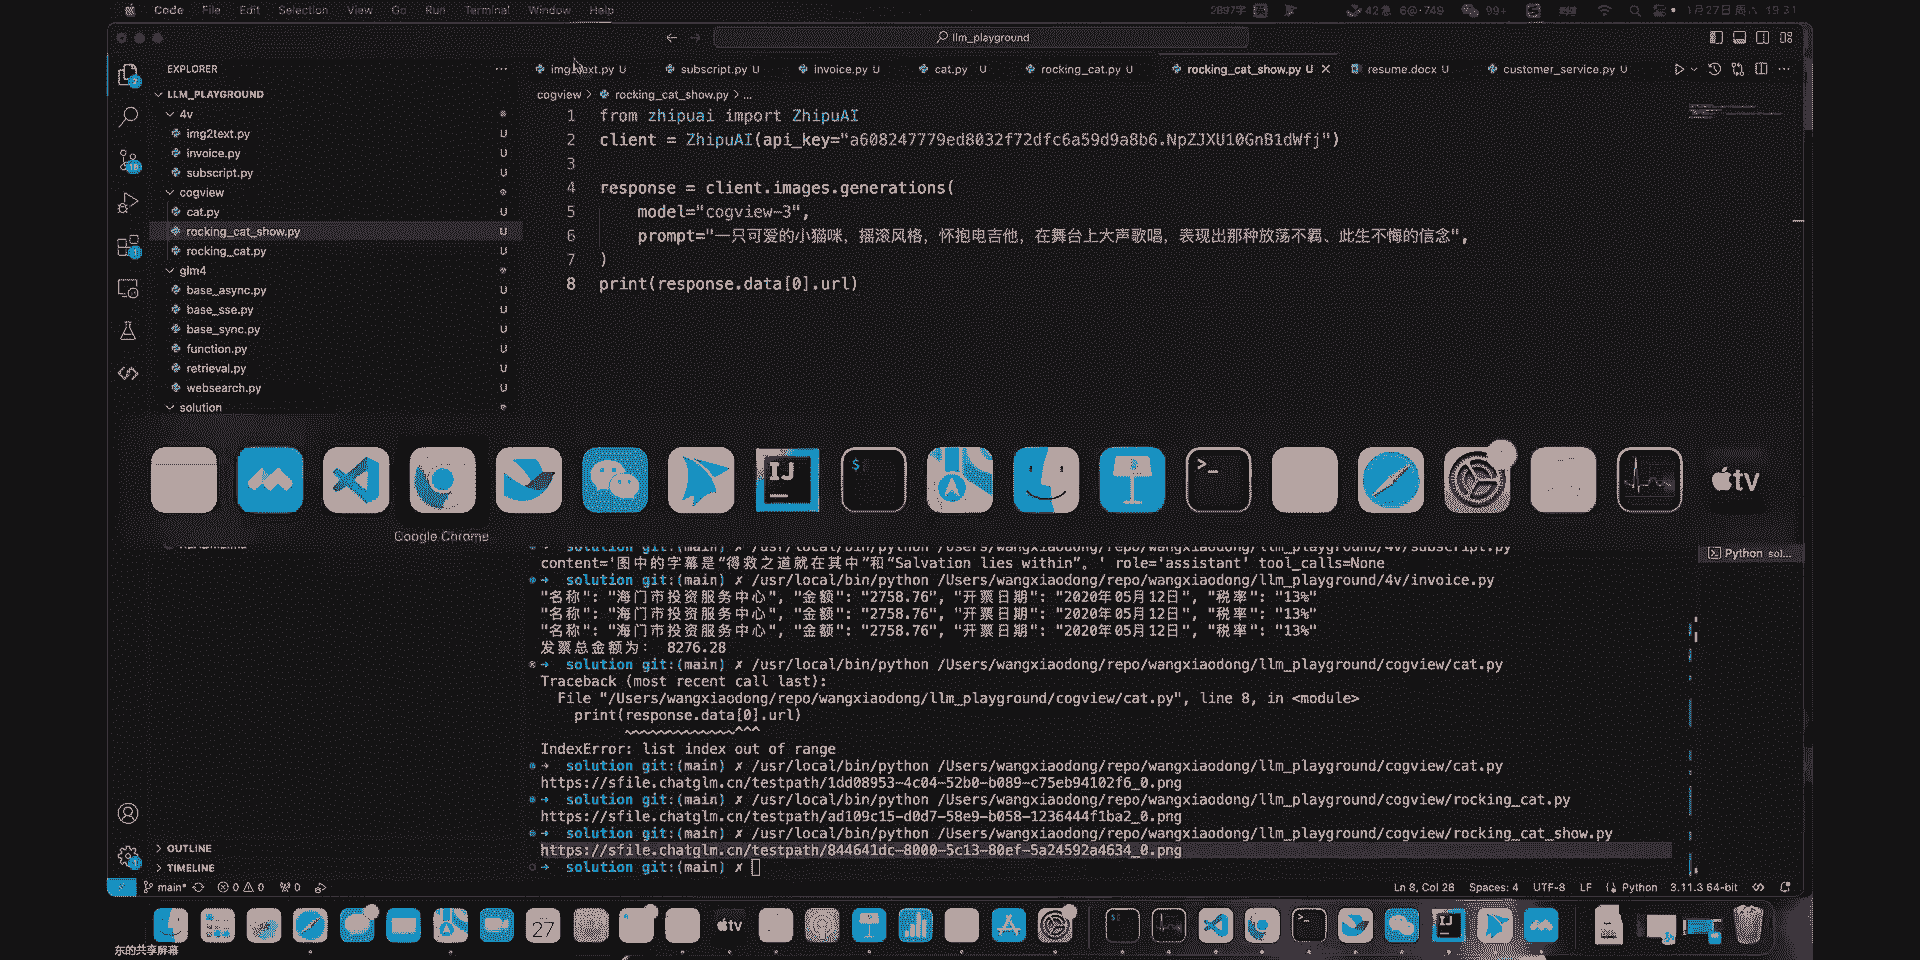 Code File Edit Selection View Go Run Terminal Window Help
99+
19:31
llm_playground
EXPLORER
LLM_PLAYGROUND
4v
img2text.py U
invoice.py U
subscript.py U
cogview
cat.py U
rocking_cat_show.py U
rocking_cat.py U
glm4
base_async.py U
base_sse.py U
base_sync.py U
function.py U
retrieval.py U
websearch.py U
solution
img2text.py U subscript.py U invoice.py U cat.py U rocking_cat.py U rocking_cat_show.py U resume.docx U customer_service.py U
cogview > rocking_cat_show.py > ...
1 from zhipuai import ZhipuAI
2 client = ZhipuAI(api_key="a608247779ed8032f72dfc6a59d9a8b6.NpZJXU10GnB1dWfj")
3
4 response = client.images.generations(
5 model="cogview-3",
6 prompt="一只可爱的小猫咪，摇滚风格，怀抱电吉他，在舞台上大声歌唱，表现出那种放荡不羁、此生不悔的信念",
7 )
8 print(response.data[0].url)
IJ
$
>_
tv
Google Chrome
solution git:(main) ✗ /usr/local/bin/python /Users/wangxiaodong/repo/wangxiaodong/llm_playground/4v/subscript.py
content='图中的字幕是“得救之道就在其中”和“Salvation lies within”。' role='assistant' tool_calls=None
➜ solution git:(main) ✗ /usr/local/bin/python /Users/wangxiaodong/repo/wangxiaodong/llm_playground/4v/invoice.py
"名称": "海门市投资服务中心", "金额": "2758.76", "开票日期": "2020年05月12日", "税率": "13%"
"名称": "海门市投资服务中心", "金额": "2758.76", "开票日期": "2020年05月12日", "税率": "13%"
"名称": "海门市投资服务中心", "金额": "2758.76", "开票日期": "2020年05月12日", "税率": "13%"
发票总金额为： 8276.28
➜ solution git:(main) ✗ /usr/local/bin/python /Users/wangxiaodong/repo/wangxiaodong/llm_playground/cogview/cat.py
Traceback (most recent call last):
File "/Users/wangxiaodong/repo/wangxiaodong/llm_playground/cogview/cat.py", line 8, in <module>
print(response.data[0].url)
~~~~~~~~~~~~~^^^
IndexError: list index out of range
➜ solution git:(main) ✗ /usr/local/bin/python /Users/wangxiaodong/repo/wangxiaodong/llm_playground/cogview/cat.py
https://sfile.chatglm.cn/testpath/1dd08953-4c04-52b0-b089-c75eb94102f6_0.png
➜ solution git:(main) ✗ /usr/local/bin/python /Users/wangxiaodong/repo/wangxiaodong/llm_playground/cogview/rocking_cat.py
https://sfile.chatglm.cn/testpath/ad109c15-d0d7-58e9-b058-1236444f1ba2_0.png
➜ solution git:(main) ✗ /usr/local/bin/python /Users/wangxiaodong/repo/wangxiaodong/llm_playground/cogview/rocking_cat_show.py
https://sfile.chatglm.cn/testpath/844641dc-8000-5c13-80ef-5a24592a4634_0.png
➜ solution git:(main) ✗
Python sol...
OUTLINE
TIMELINE
main* 0 0 0
Ln 8, Col 28 Spaces: 4 UTF-8 LF Python 3.11.3 64-bit
27
tv
东的共享屏幕